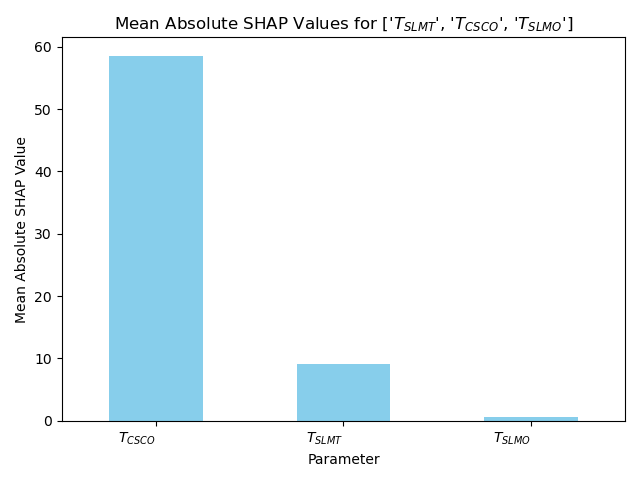 Mean Absolute SHAP Values for ['T_SLMT', 'T_CSCO', 'T_SLMO']
Mean Absolute SHAP Value
60
50
40
30
20
10
0
T_CSCO T_SLMT T_SLMO
Parameter